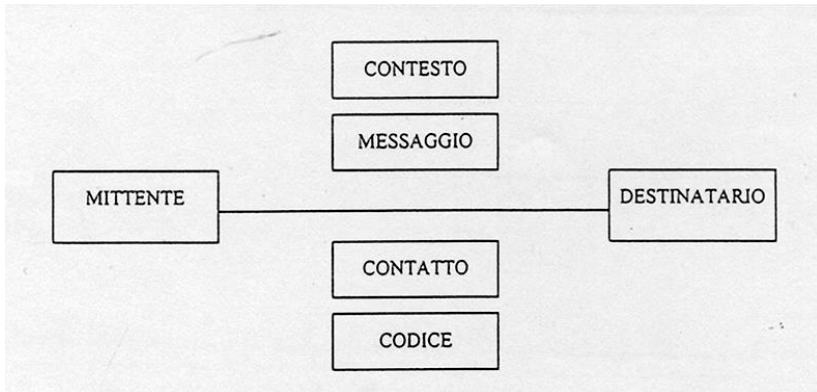 CONTESTO
MESSAGGIO
MITTENTE
DESTINATARIO
CONTATTO
CODICE